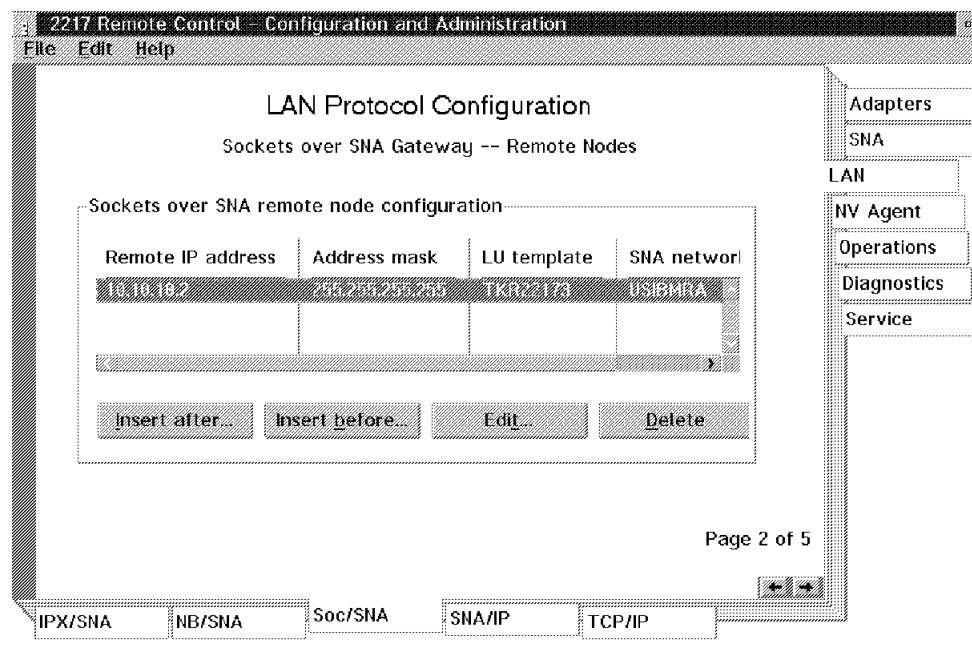 2217 Remote Control – Configuration and Administration
File Edit Help
LAN Protocol Configuration
Sockets over SNA Gateway -- Remote Nodes
Sockets over SNA remote node configuration
Remote IP address Address mask LU template SNA networ
10.10.10.2 255.255.255.255 TKR22173 USIBMRA
Insert after... Insert before... Edit... Delete
Page 2 of 5
Adapters
SNA
LAN
NV Agent
Operations
Diagnostics
Service
IPX/SNA NB/SNA Soc/SNA SNA/IP TCP/IP